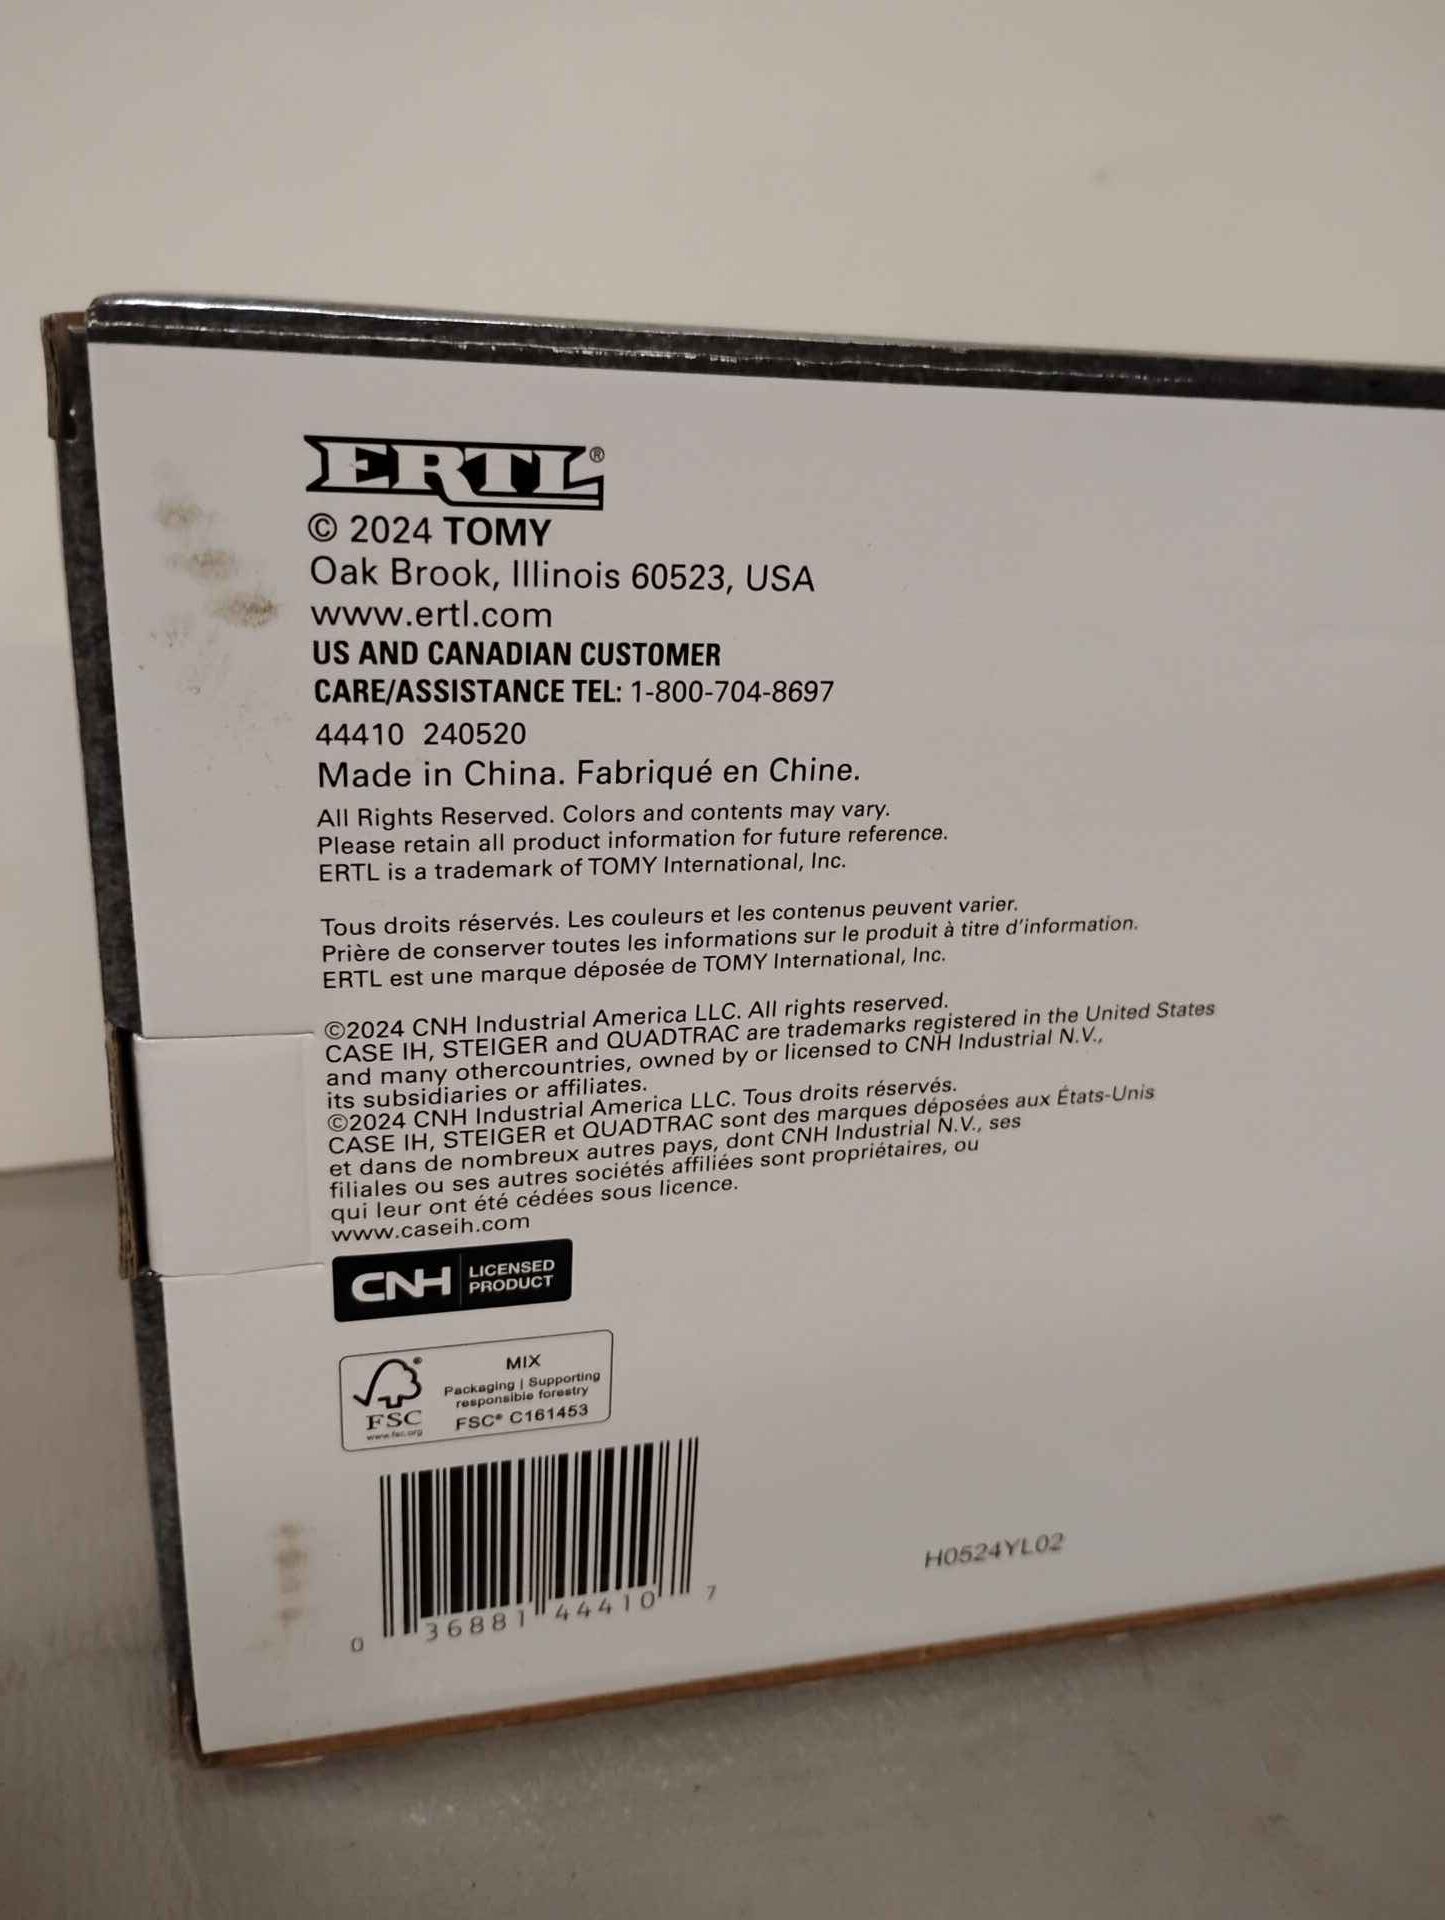 ERTL®
© 2024 TOMY
Oak Brook, Illinois 60523, USA
www.ertl.com
US AND CANADIAN CUSTOMER
CARE/ASSISTANCE TEL: 1-800-704-8697
44410 240520
Made in China. Fabriqué en Chine.
All Rights Reserved. Colors and contents may vary.
Please retain all product information for future reference.
ERTL is a trademark of TOMY International, Inc.
Tous droits réservés. Les couleurs et les contenus peuvent varier.
Prière de conserver toutes les informations sur le produit à titre d'information.
ERTL est une marque déposée de TOMY International, Inc.
©2024 CNH Industrial America LLC. All rights reserved.
CASE IH, STEIGER and QUADTRAC are trademarks registered in the United States
and many othercountries, owned by or licensed to CNH Industrial N.V.,
its subsidiaries or affiliates.
©2024 CNH Industrial America LLC. Tous droits réservés.
CASE IH, STEIGER et QUADTRAC sont des marques déposées aux États-Unis
et dans de nombreux autres pays, dont CNH Industrial N.V., ses
filiales ou ses autres sociétés affiliées sont propriétaires, ou
qui leur ont été cédées sous licence.
www.caseih.com
CNH LICENSED
PRODUCT
MIX
Packaging | Supporting
responsible forestry
FSC® C161453
FSC
www.fsc.org
0 36881 44410 7
H0524YL02